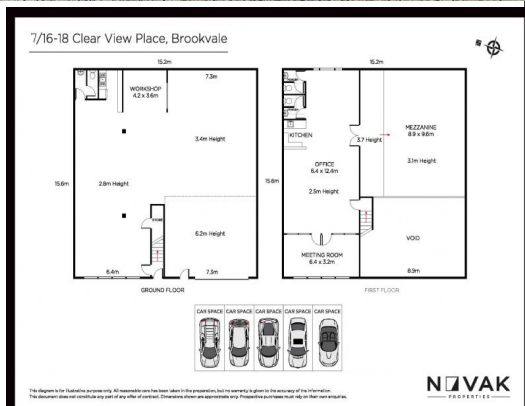 7/16-18 Clear View Place, Brookvale
15.2m
7.3m
WORKSHOP
4.2 x 3.6m
3.4m Height
15.6m
2.8m Height
STORE
6.2m Height
6.4m
7.5m
GROUND FLOOR
15.2m
KITCHEN
MEZZANINE
8.9 x 9.6m
3.7 Height
3.1m Height
OFFICE
6.4 x 12.4m
15.6m
2.5m Height
VOID
MEETING ROOM
6.4 x 3.2m
8.9m
FIRST FLOOR
CAR SPACE CAR SPACE CAR SPACE CAR SPACE CAR SPACE
This diagram is for illustrative purpose only. All reasonable care has been taken in the preparation, but no warranty is given to the accuracy of the information
This document does not constitute any part of any offer of contract. Dimensions shown are approximate only. Prospective purchasers must rely on their own enquiries.
NOVAK
PROPERTIES